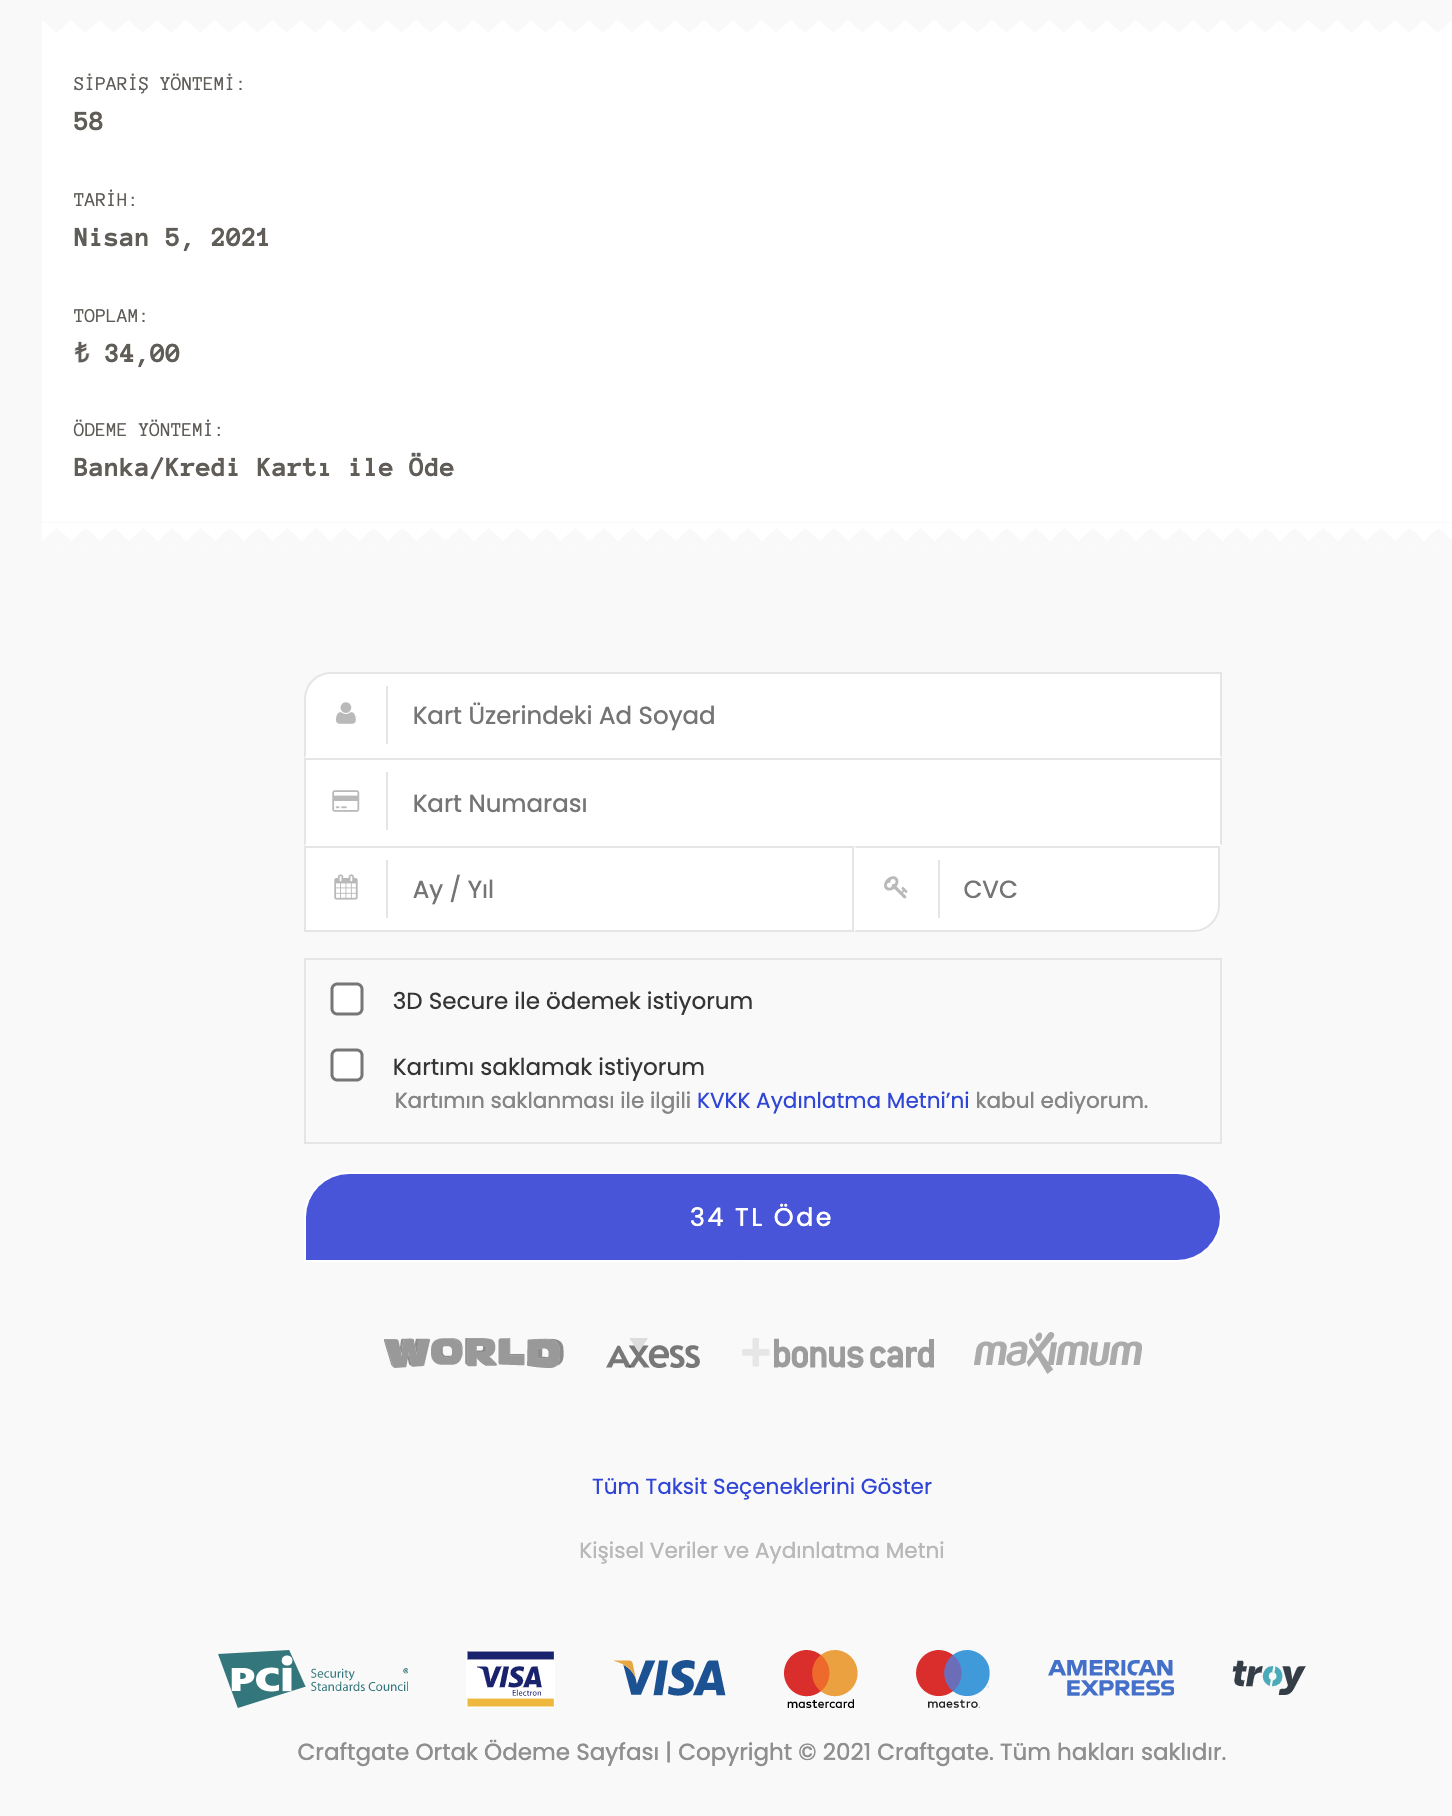 SİPARİŞ YÖNTEMİ:
58
TARİH:
Nisan 5, 2021
TOPLAM:
₺ 34,00
ÖDEME YÖNTEMİ:
Banka/Kredi Kartı ile Öde
Kart Üzerindeki Ad Soyad
Kart Numarası
Ay / Yıl
CVC
3D Secure ile ödemek istiyorum
Kartımı saklamak istiyorum
Kartımın saklanması ile ilgili KVKK Aydınlatma Metni’ni kabul ediyorum.
34 TL Öde
WORLD axess bonus card maximum
Tüm Taksit Seçeneklerini Göster
Kişisel Veriler ve Aydınlatma Metni
PCi Security Standards Council ®
VISA Electron
VISA
mastercard
maestro
AMERICAN EXPRESS
troy
Craftgate Ortak Ödeme Sayfası | Copyright © 2021 Craftgate. Tüm hakları saklıdır.